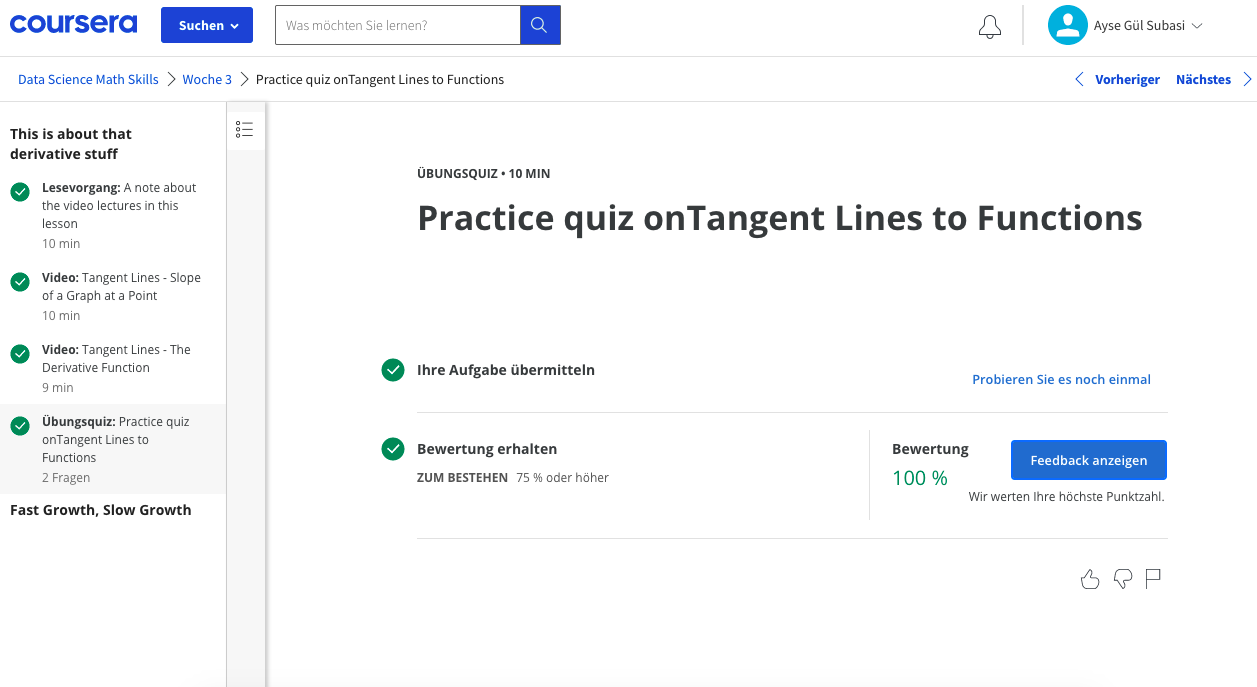 coursera
Suchen
Was möchten Sie lernen?
Ayse Gül Subasi
Data Science Math Skills
Woche 3
Practice quiz onTangent Lines to Functions
Vorheriger
Nächstes
This is about that
derivative stuff
Lesevorgang: A note about
the video lectures in this
lesson
10 min
Video: Tangent Lines - Slope
of a Graph at a Point
10 min
Video: Tangent Lines - The
Derivative Function
9 min
Übungsquiz: Practice quiz
onTangent Lines to
Functions
2 Fragen
Fast Growth, Slow Growth
ÜBUNGSQUIZ • 10 MIN
Practice quiz onTangent Lines to Functions
Ihre Aufgabe übermitteln
Probieren Sie es noch einmal
Bewertung erhalten
ZUM BESTEHEN 75 % oder höher
Bewertung
100 %
Feedback anzeigen
Wir werten Ihre höchste Punktzahl.